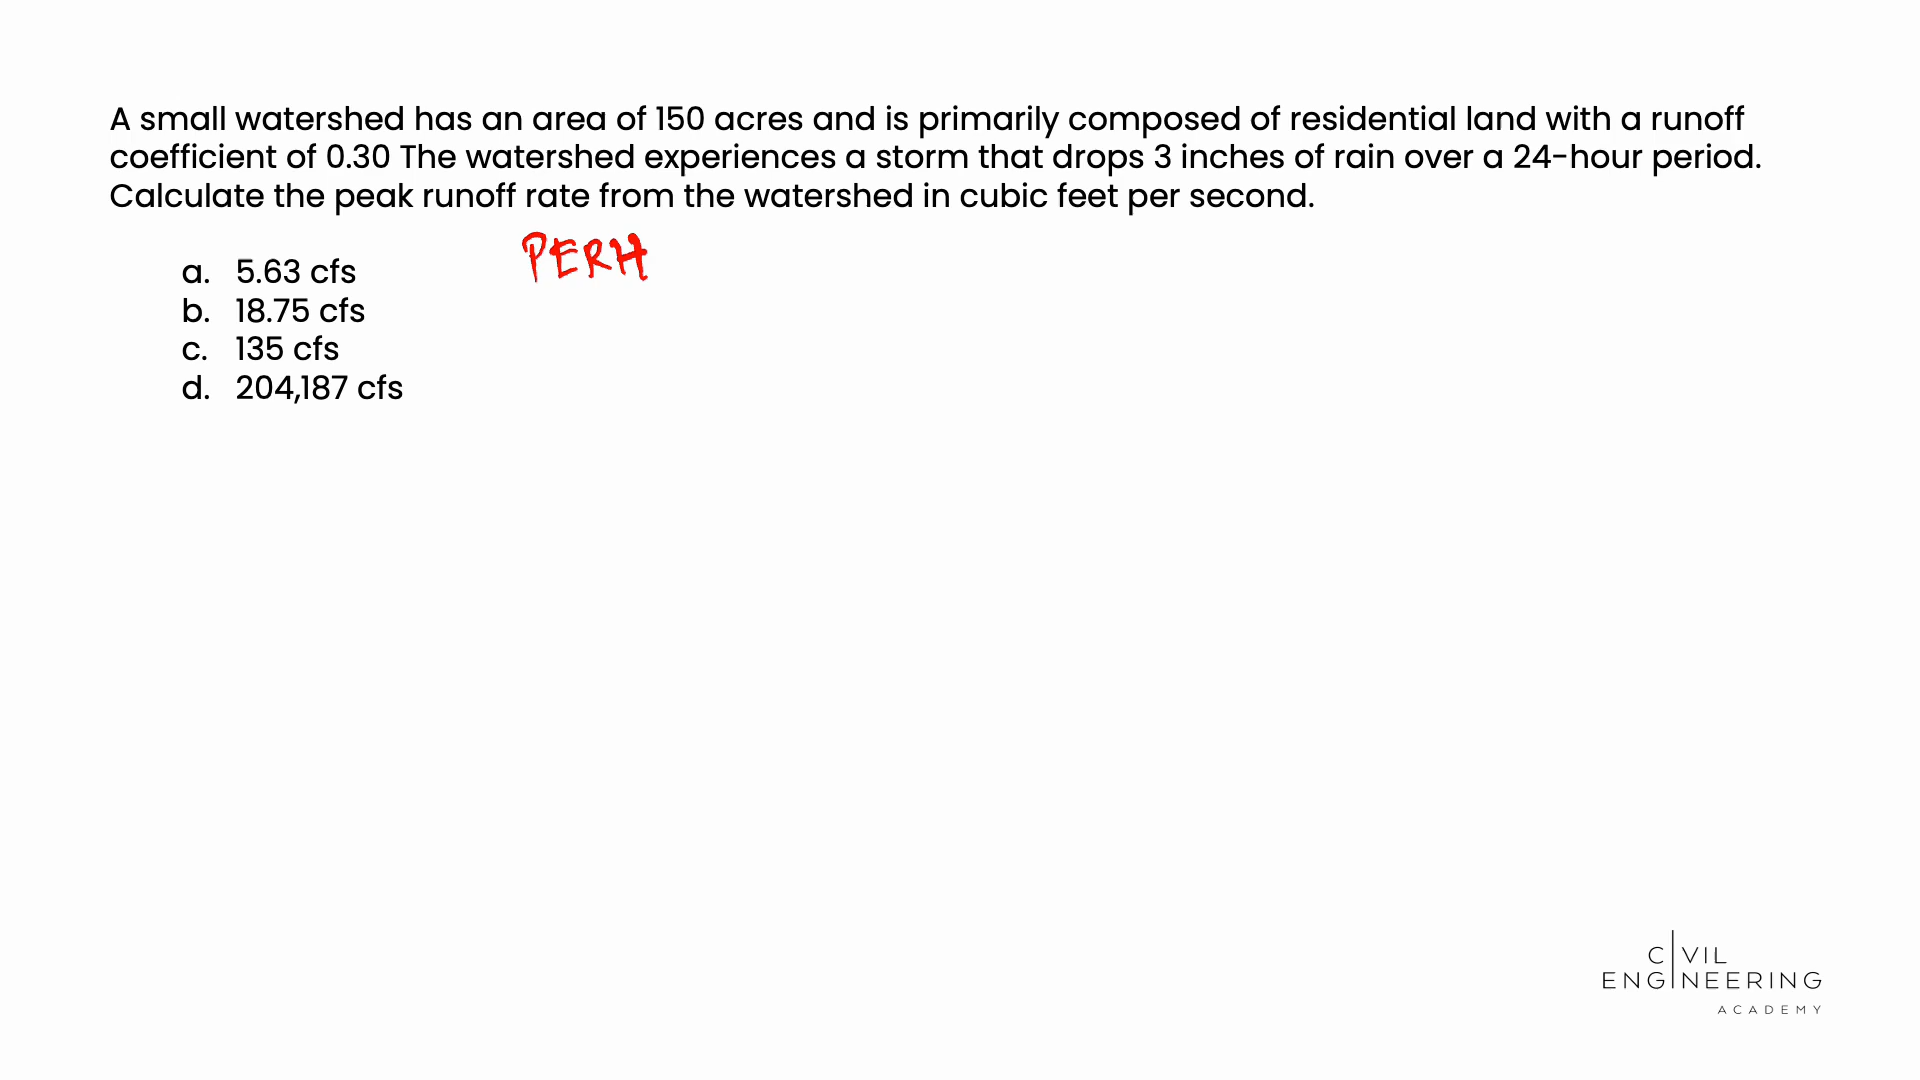 A small watershed has an area of 150 acres and is primarily composed of residential land with a runoff
coefficient of 0.30 The watershed experiences a storm that drops 3 inches of rain over a 24-hour period.
Calculate the peak runoff rate from the watershed in cubic feet per second.
PERH
a. 5.63 cfs
b. 18.75 cfs
c. 135 cfs
d. 204,187 cfs
CIVIL
ENGINEERING
ACADEMY